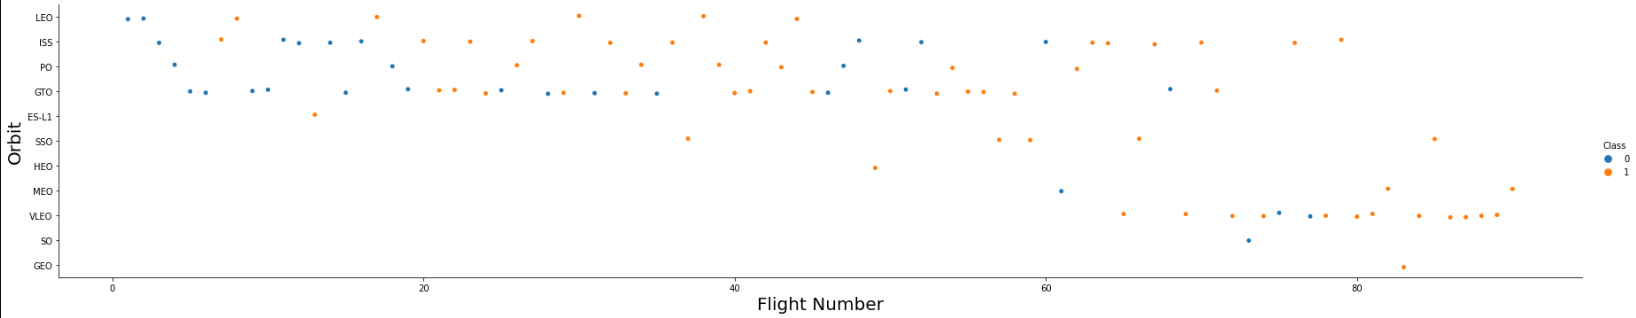 LEO
ISS
PO
GTO
ES-L1
SSO
HEO
MEO
VLEO
SO
GEO
Orbit
0 20 40 60 80
Flight Number
Class
0
1